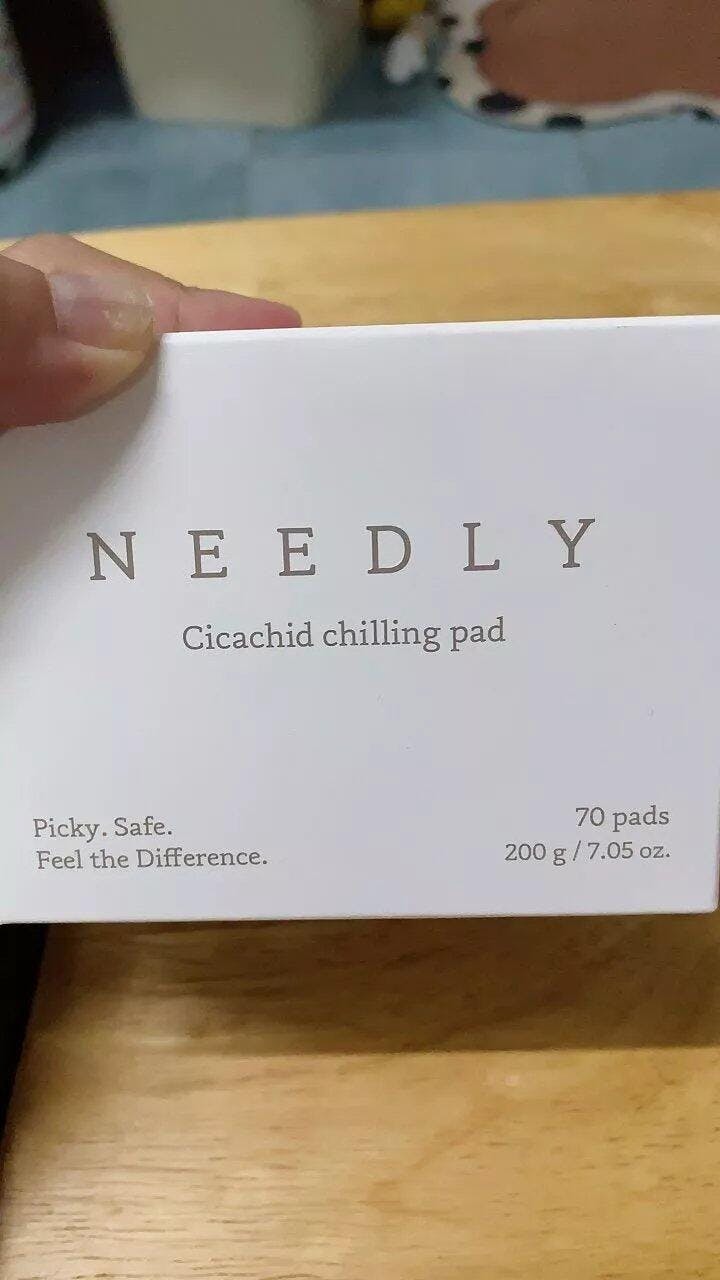 NEEDLY
Cicachid chilling pad
Picky. Safe.
Feel the Difference.
70 pads
200 g / 7.05 oz.